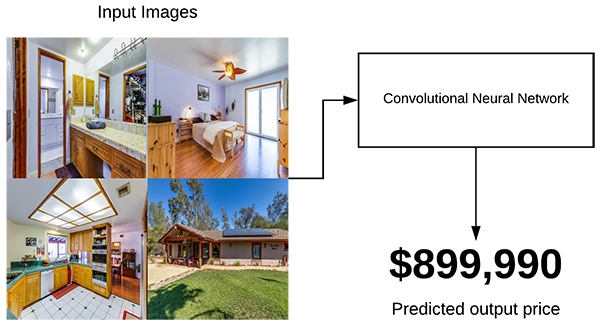 Input Images
Convolutional Neural Network
$899,990
Predicted output price